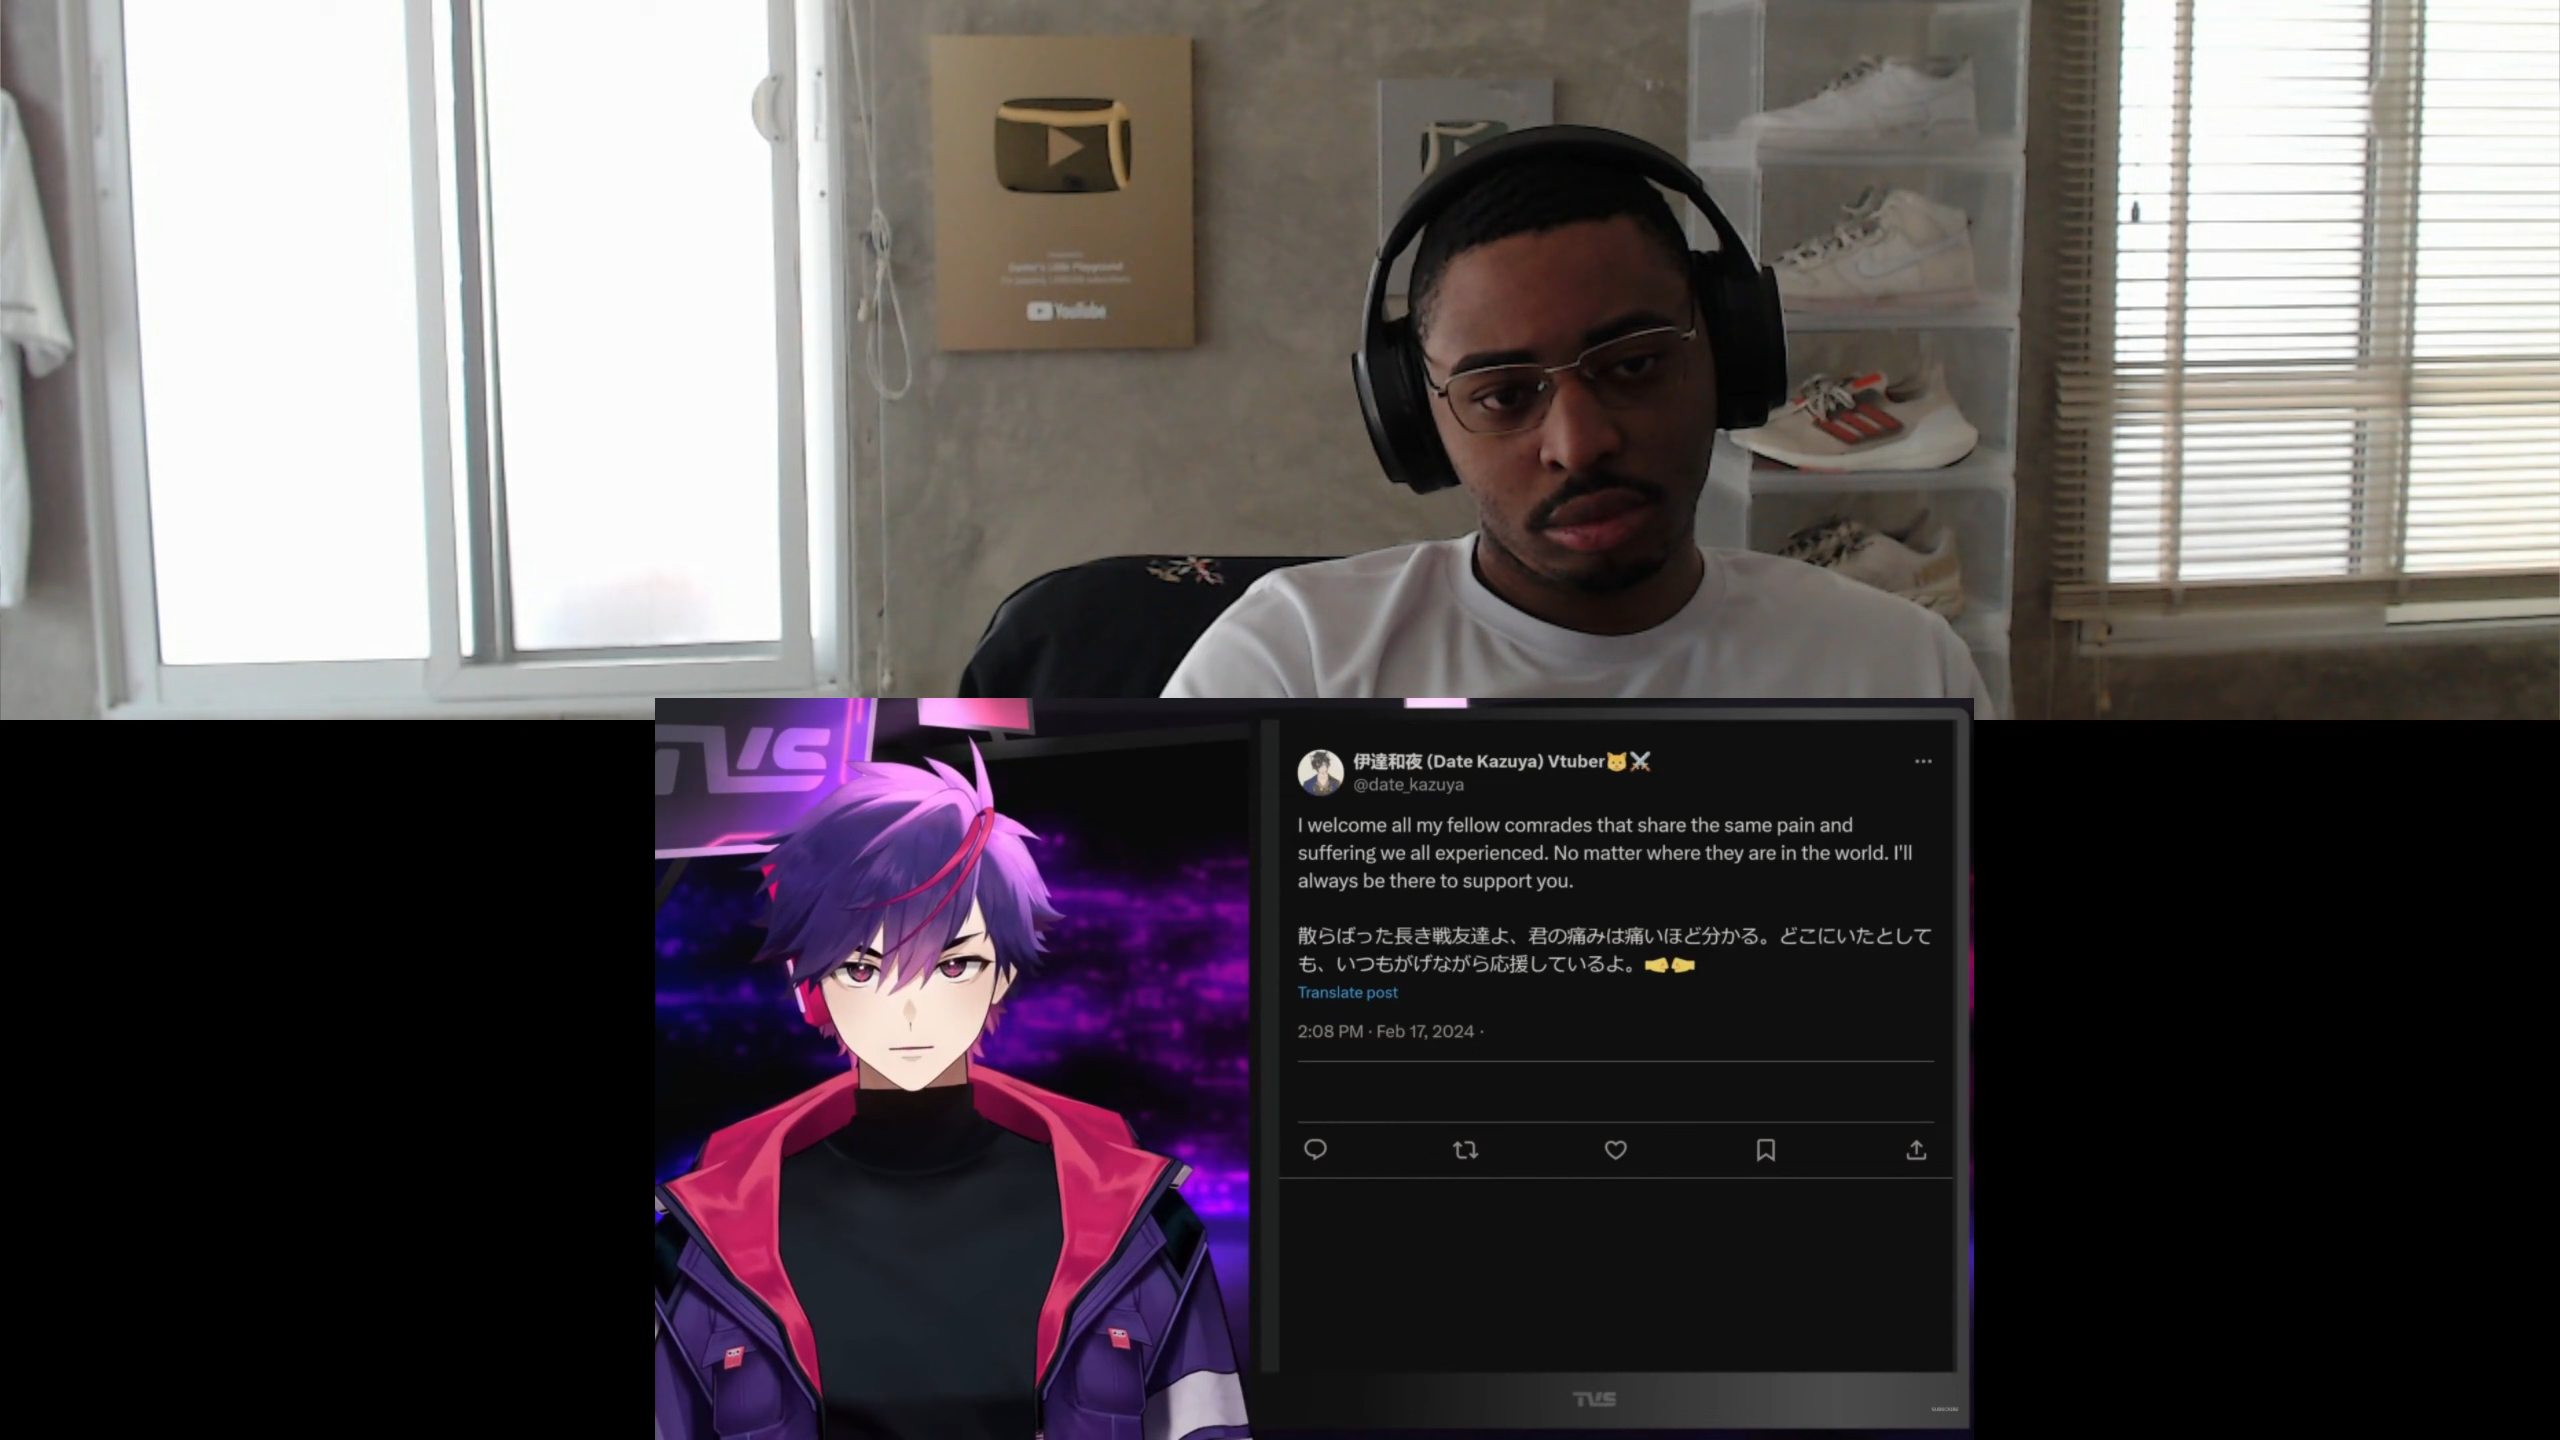 YouTube
TVS
伊達和夜 (Date Kazuya) Vtuber🐱⚔️
@date_kazuya
I welcome all my fellow comrades that share the same pain and
suffering we all experienced. No matter where they are in the world. I'll
always be there to support you.
散らばった長き戦友達よ、君の痛みは痛いほど分かる。どこにいたとして
も、いつもがげながら応援しているよ。🤜🤛
Translate post
2:08 PM · Feb 17, 2024 ·
TVS
SUBSCRIBE